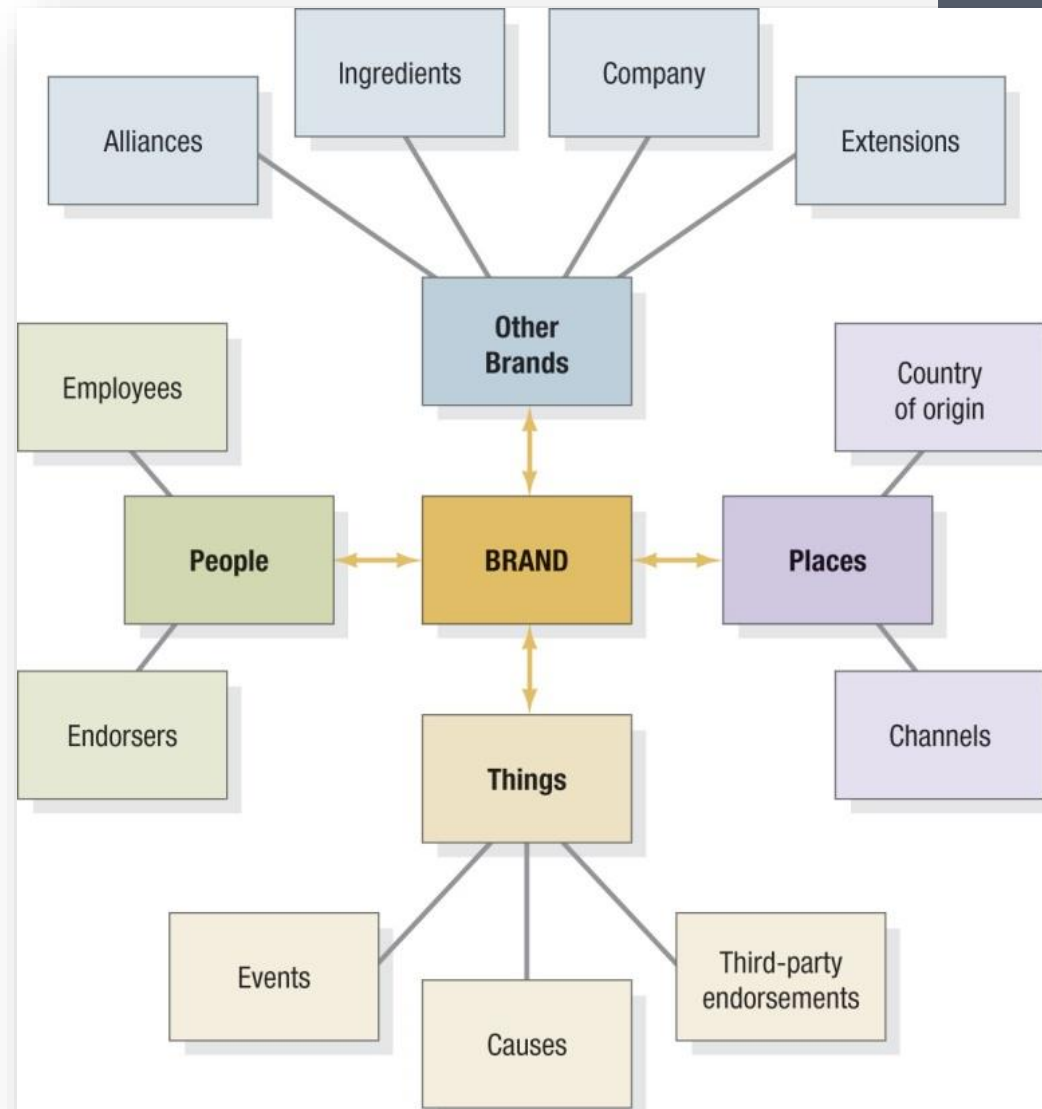 Ingredients
Company
Alliances
Extensions
Other
Brands
Employees
Country
of origin
People
BRAND
Places
Endorsers
Channels
Things
Events
Causes
Third-party
endorsements